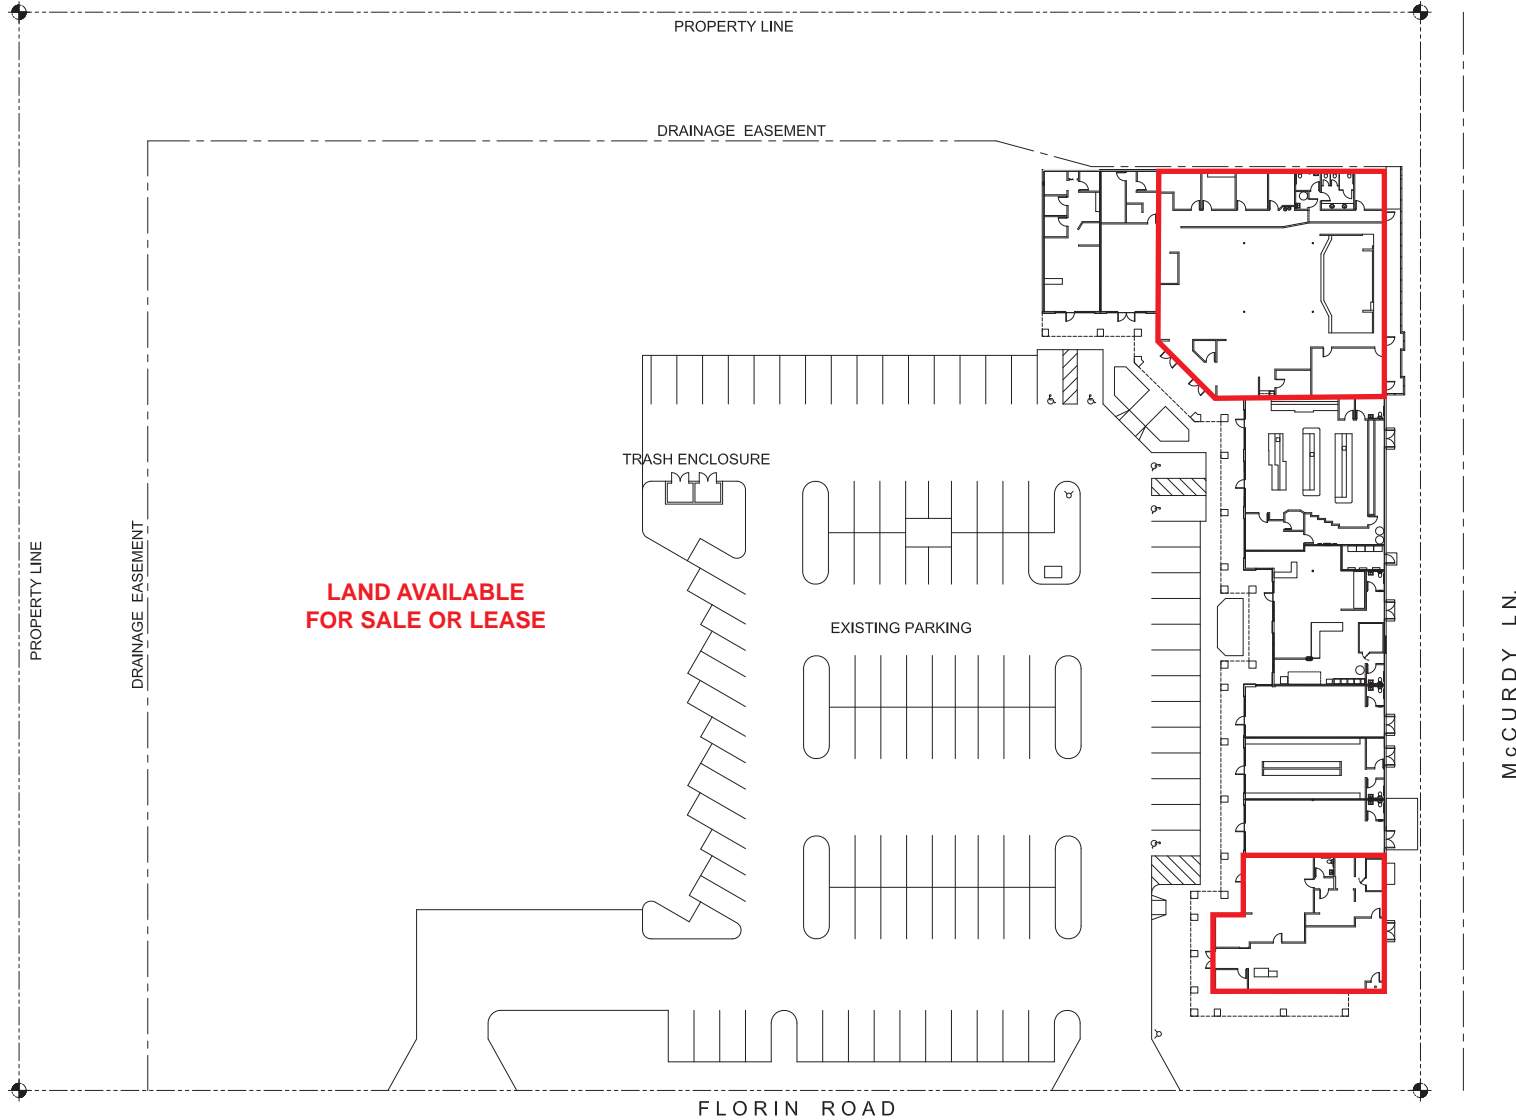 PROPERTY LINE
DRAINAGE EASEMENT
TRASH ENCLOSURE
PROPERTY LINE
DRAINAGE EASEMENT
LAND AVAILABLE
FOR SALE OR LEASE
EXISTING PARKING
McCURDY LN.
FLORIN ROAD